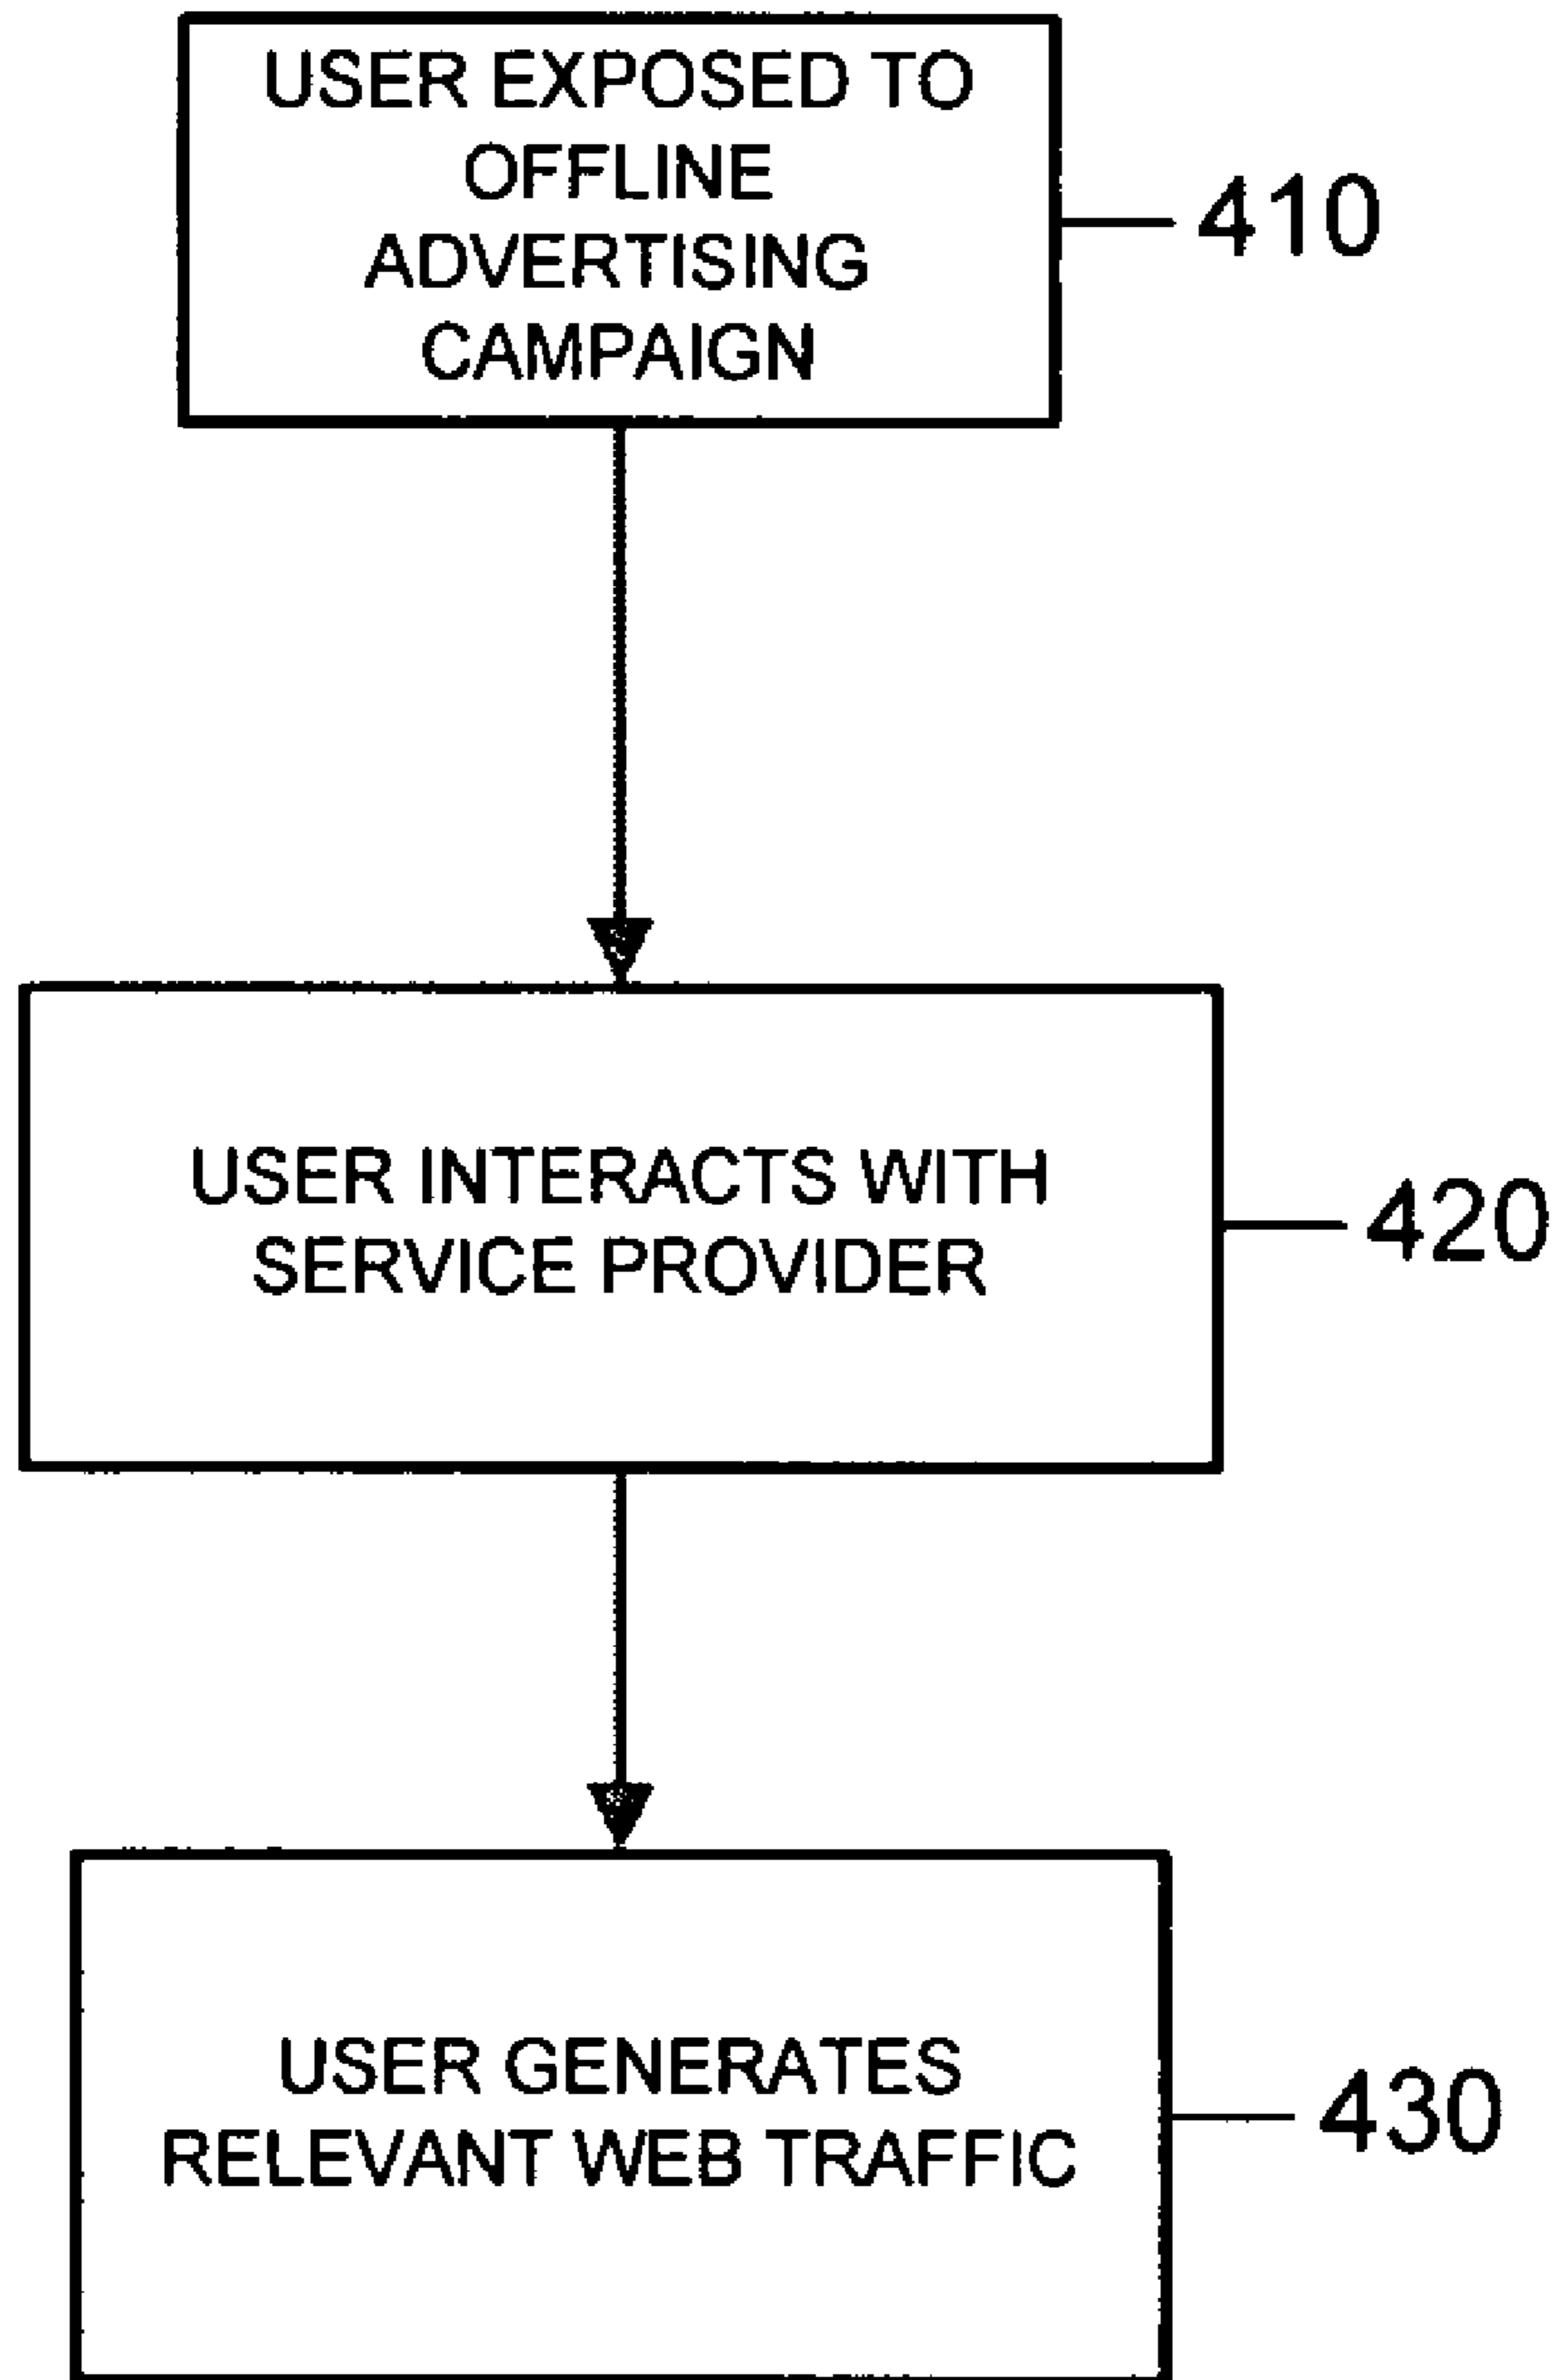 USER EXPOSED TO
OFFLINE
ADVERTISING
CAMPAIGN
410
USER INTERACTS WITH
SERVICE PROVIDER
420
USER GENERATES
RELEVANT WEB TRAFFIC
430